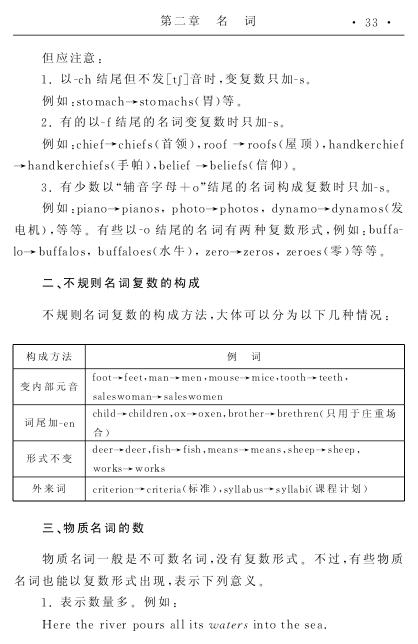 第二章 名 词 · 33 ·
但应注意：
1．以-ch 结尾但不发[tʃ]音时，变复数只加-s。
例如：stomach→stomachs(胃)等。
2．有的以-f 结尾的名词变复数时只加-s。
例如：chief→chiefs(首领)，roof →roofs(屋顶)，handkerchief
→handkerchiefs(手帕)，belief →beliefs(信仰)。
3．有少数以“辅音字母＋o”结尾的名词构成复数时只加-s。
例如：piano→pianos，photo→photos，dynamo→dynamos(发
电机)，等等。有些以-o 结尾的名词有两种复数形式，例如：buffa-
lo→buffalos，buffaloes(水牛)，zero→zeros，zeroes(零)等等。
二、不规则名词复数的构成
不规则名词复数的构成方法，大体可以分为以下几种情况：
构成方法 例 词
变内部元音 foot→feet，man→men，mouse→mice，tooth→teeth，
saleswoman→saleswomen
词尾加-en child→children，ox→oxen，brother→brethren(只用于庄重场
合)
形式不变 deer→deer，fish→fish，means→means，sheep→sheep，
works→works
外来词 criterion→criteria(标准)，syllabus→syllabi(课程计划)
三、物质名词的数
物质名词一般是不可数名词，没有复数形式。不过，有些物质
名词也能以复数形式出现，表示下列意义。
1．表示数量多。例如：
Here the river pours all its waters into the sea.